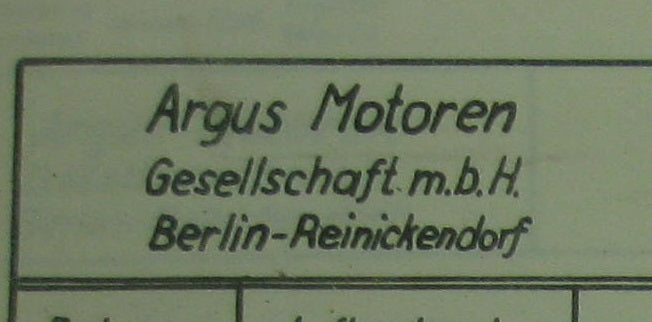 Argus Motoren
Gesellschaft m.b.H.
Berlin-Reinickendorf